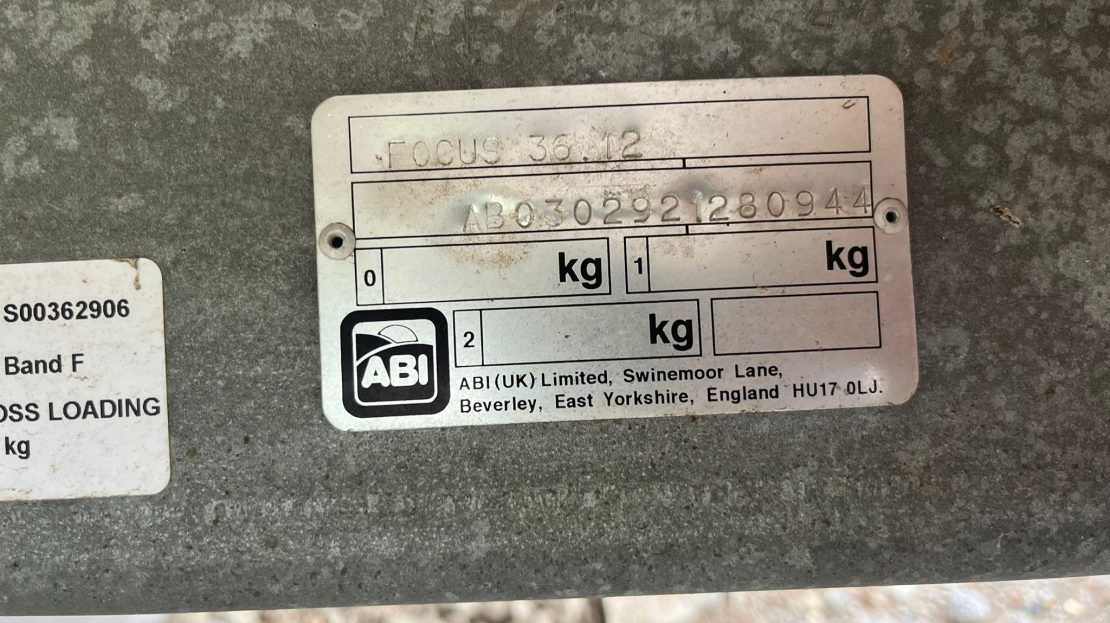 FOCUS 36.12
AB0302921280944
0 kg 1 kg
2 kg
ABI
ABI (UK) Limited, Swinemoor Lane,
Beverley, East Yorkshire, England HU17 0LJ.
S00362906
Band F
OSS LOADING
kg